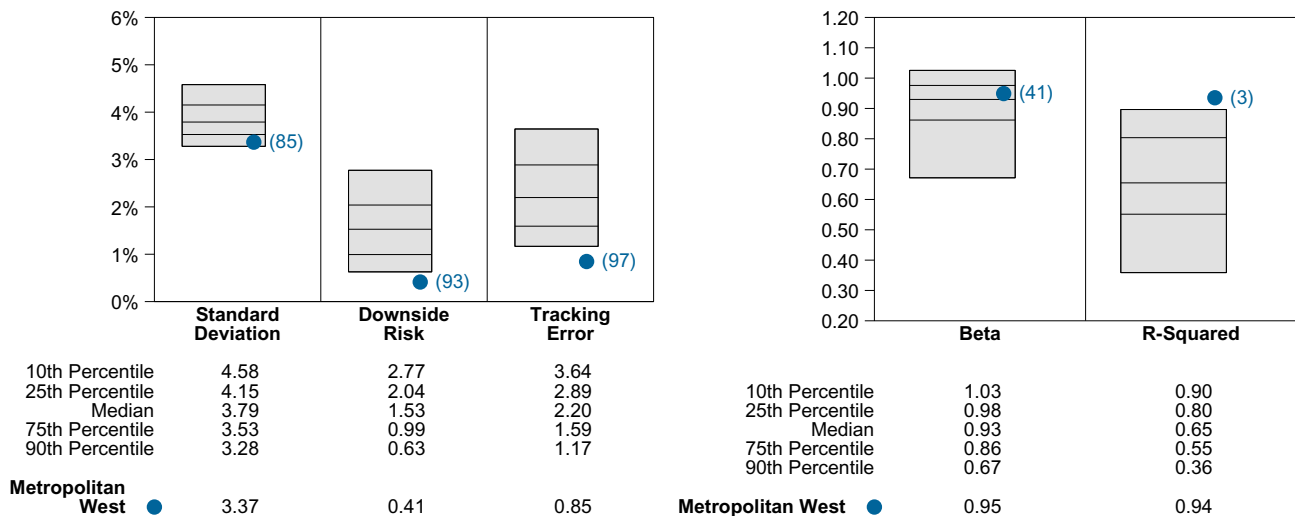 6%
5%
4%
3%
2%
1%
0%
(85)
(93)
(97)
Standard Deviation
Downside Risk
Tracking Error
10th Percentile 4.58 2.77 3.64
25th Percentile 4.15 2.04 2.89
Median 3.79 1.53 2.20
75th Percentile 3.53 0.99 1.59
90th Percentile 3.28 0.63 1.17
Metropolitan
West 3.37 0.41 0.85
1.20
1.10
1.00
0.90
0.80
0.70
0.60
0.50
0.40
0.30
0.20
(41)
(3)
Beta R-Squared
10th Percentile 1.03 0.90
25th Percentile 0.98 0.80
Median 0.93 0.65
75th Percentile 0.86 0.55
90th Percentile 0.67 0.36
Metropolitan West 0.95 0.94